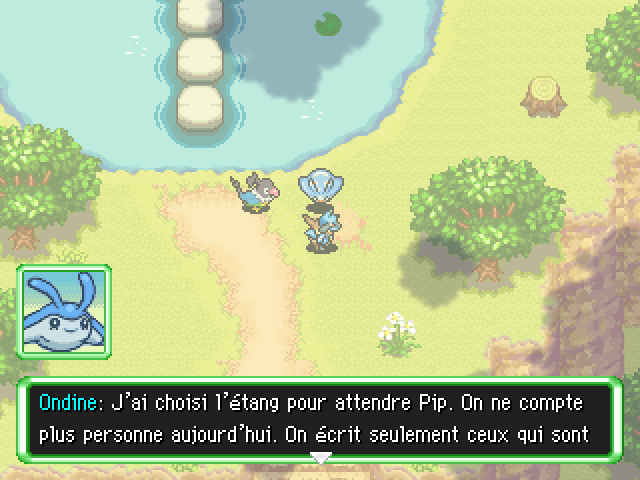 Ondine: J'ai choisi l'étang pour attendre Pip. On ne compte
plus personne aujourd'hui. On écrit seulement ceux qui sont